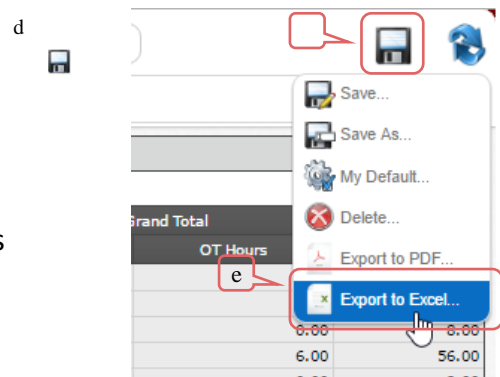 d
Save...
Save As...
My Default...
Grand Total
Delete...
s
OT Hours
Export to PDF...
e
Export to Excel...
8.00 8.00
6.00 56.00